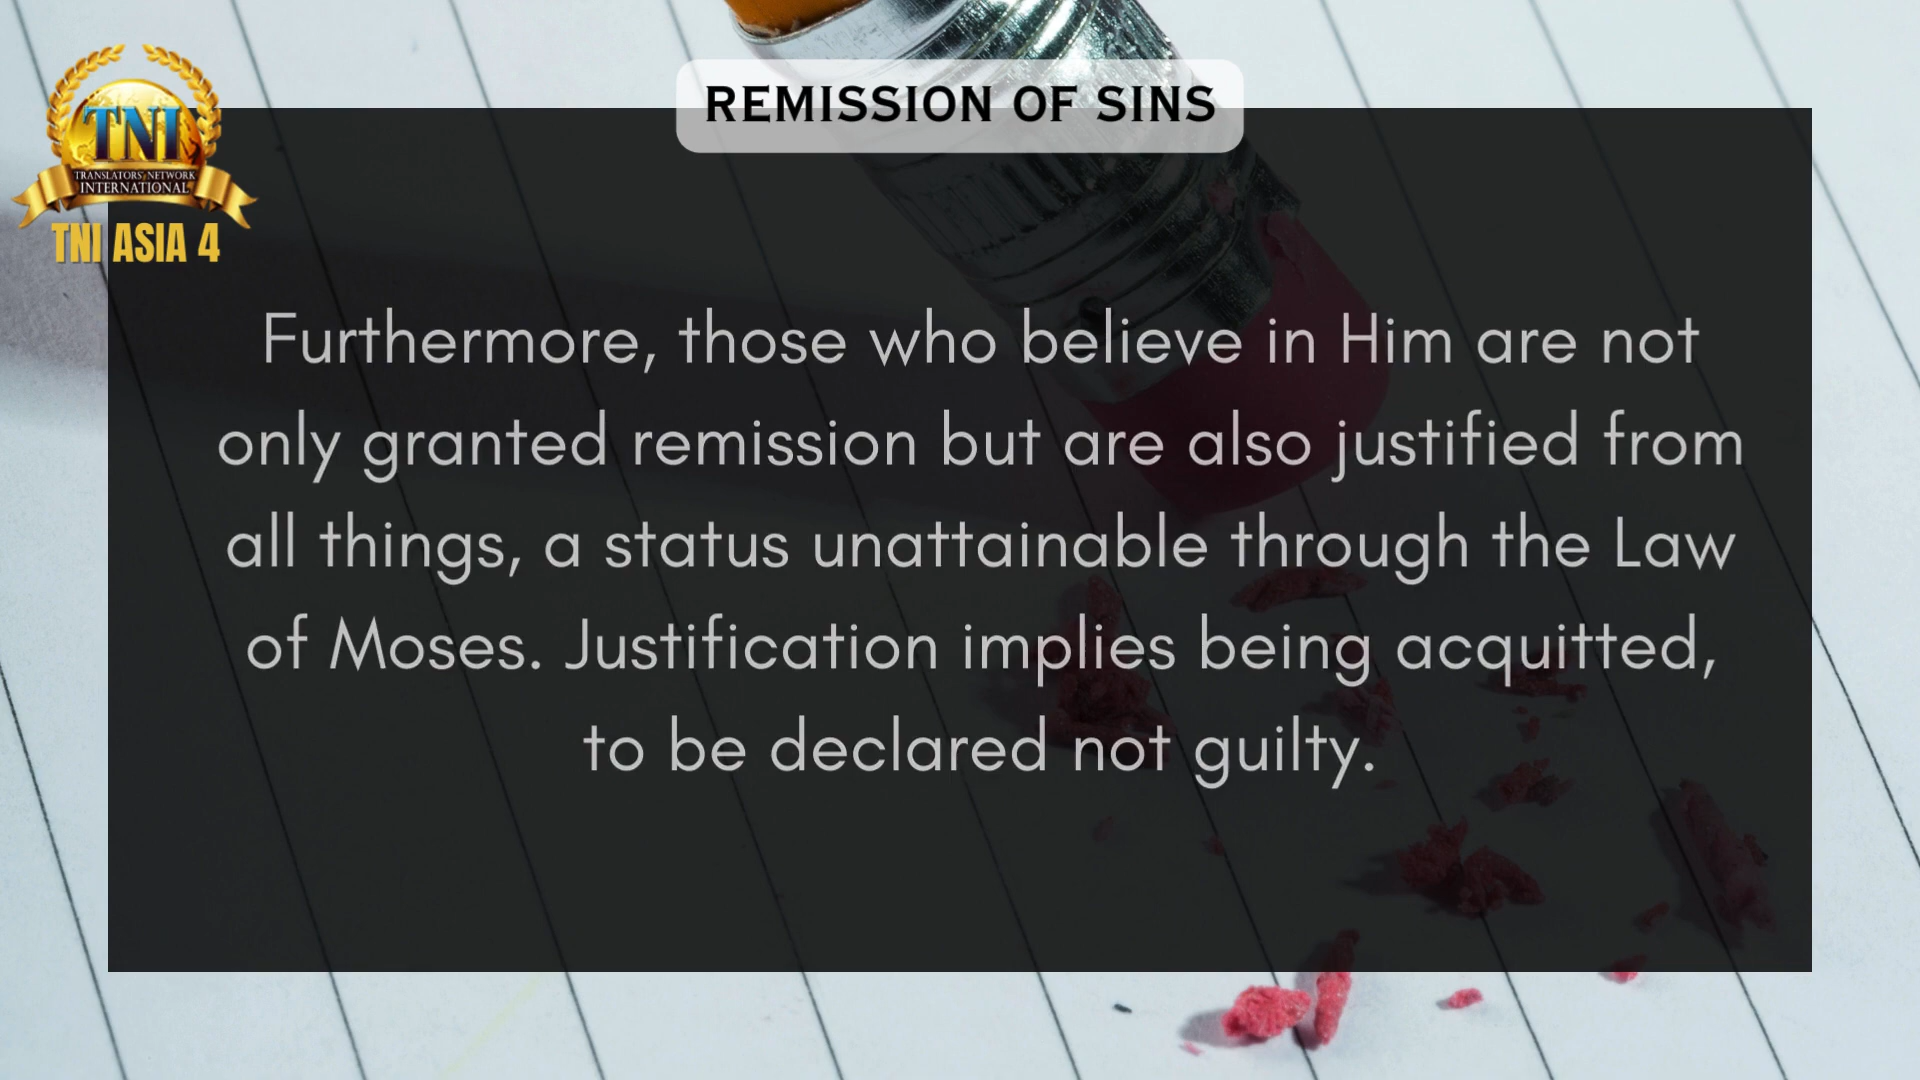 REMISSION OF SINS
TNI
TRANSLATORS' NETWORK
INTERNATIONAL
TNI ASIA 4
Furthermore, those who believe in Him are not
only granted remission but are also justified from
all things, a status unattainable through the Law
of Moses. Justification implies being acquitted,
to be declared not guilty.